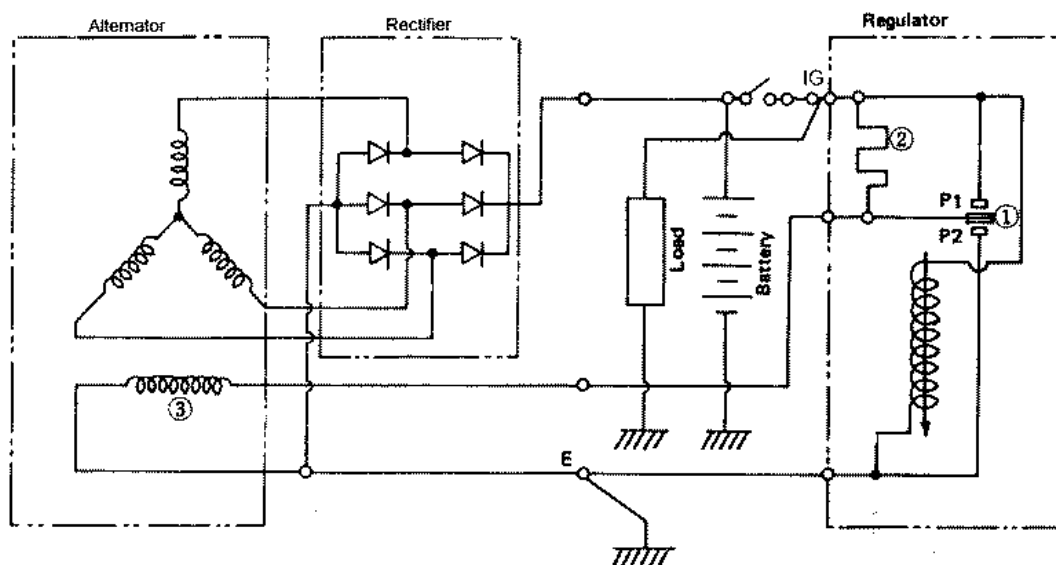 Alternator
Rectifier
Regulator
IG
②
P1
①
P2
Load
Battery
③
E